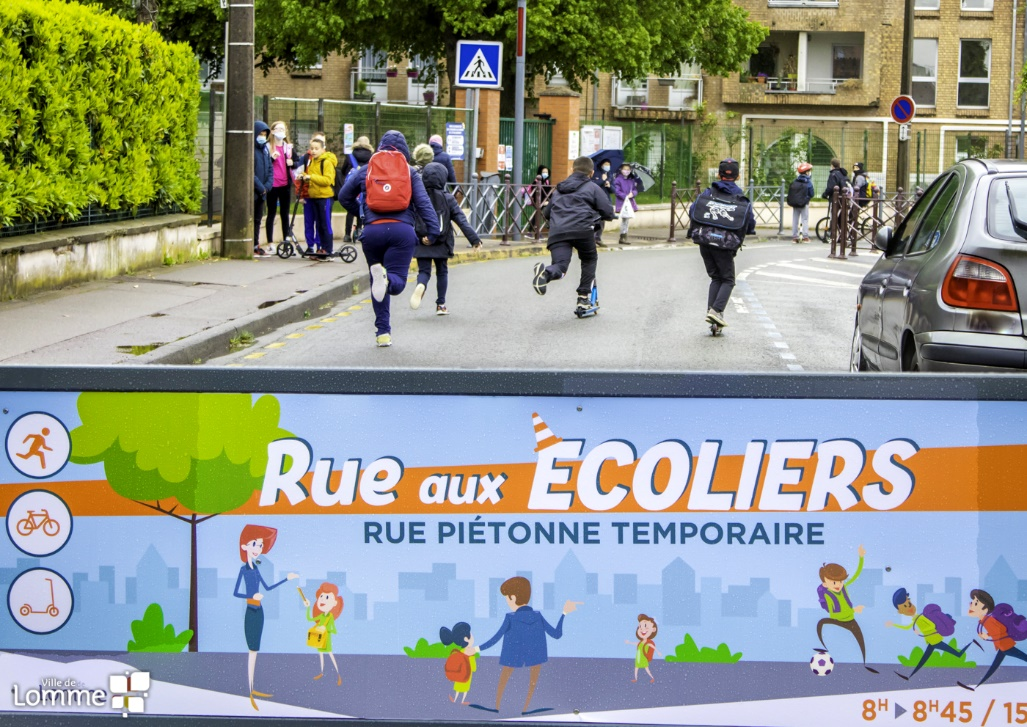 Rue aux ECOLIERS
RUE PIÉTONNE TEMPORAIRE
8H 8H45 / 15
Ville de
Lomme